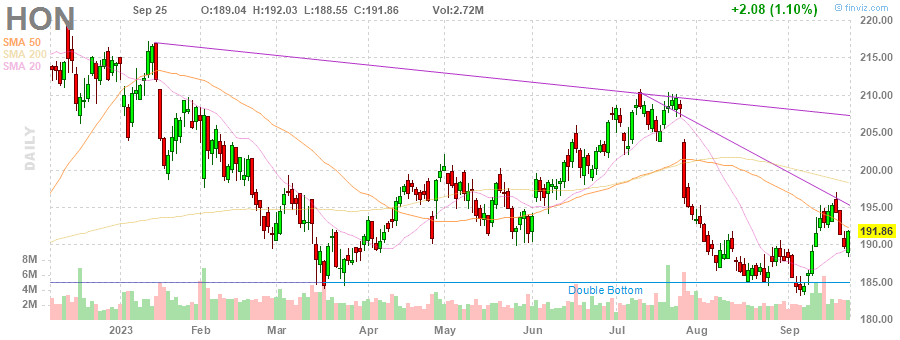 HON
Sep 25 O:189.04 H:192.03 L:188.55 C:191.86 Vol:2.72M
+2.08 (1.10%)
© finviz.com
SMA 50
SMA 200
SMA 20
DAILY
220.00
215.00
210.00
205.00
200.00
195.00
191.86
190.00
185.00
180.00
8M
6M
4M
2M
Double Bottom
2023 Feb Mar Apr May Jun Jul Aug Sep